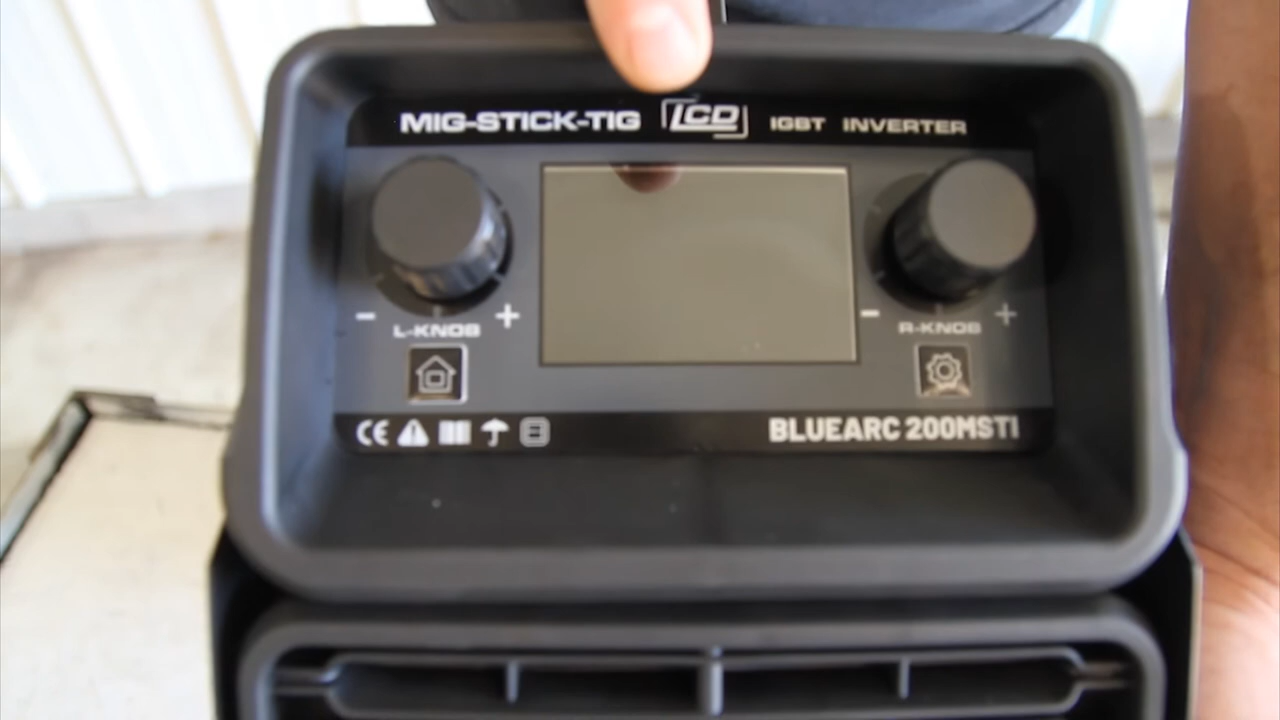 MIG-STICK-TIG LCD IGBT INVERTER
- L-KNOB +
- R-KNOB +
CE BLUEARC 200MSTI